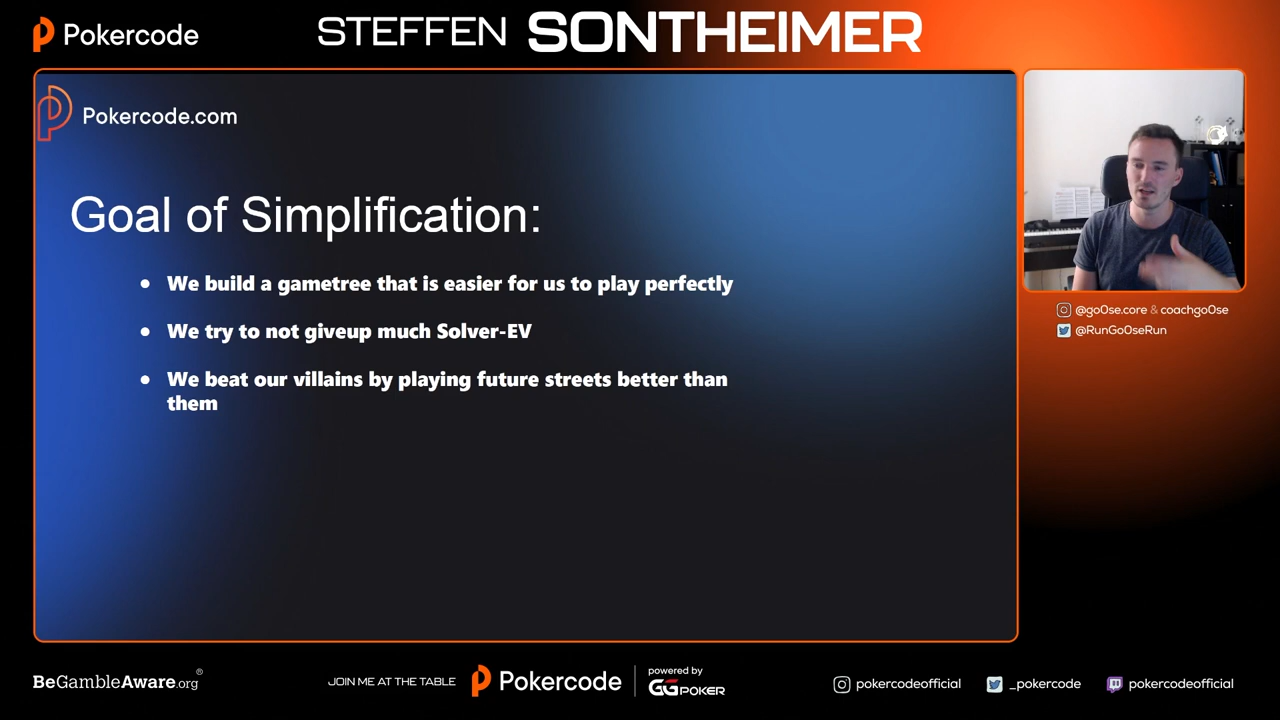 Pokercode
STEFFEN SONTHEIMER
Pokercode.com
Goal of Simplification:
• We build a gametree that is easier for us to play perfectly
• We try to not giveup much Solver-EV
• We beat our villains by playing future streets better than
them
@go0se.core & coachgo0se
@RunGo0seRun
BeGambleAware.org®
JOIN ME AT THE TABLE
Pokercode
powered by
GGPOKER
pokercodeofficial
_pokercode
pokercodeofficial